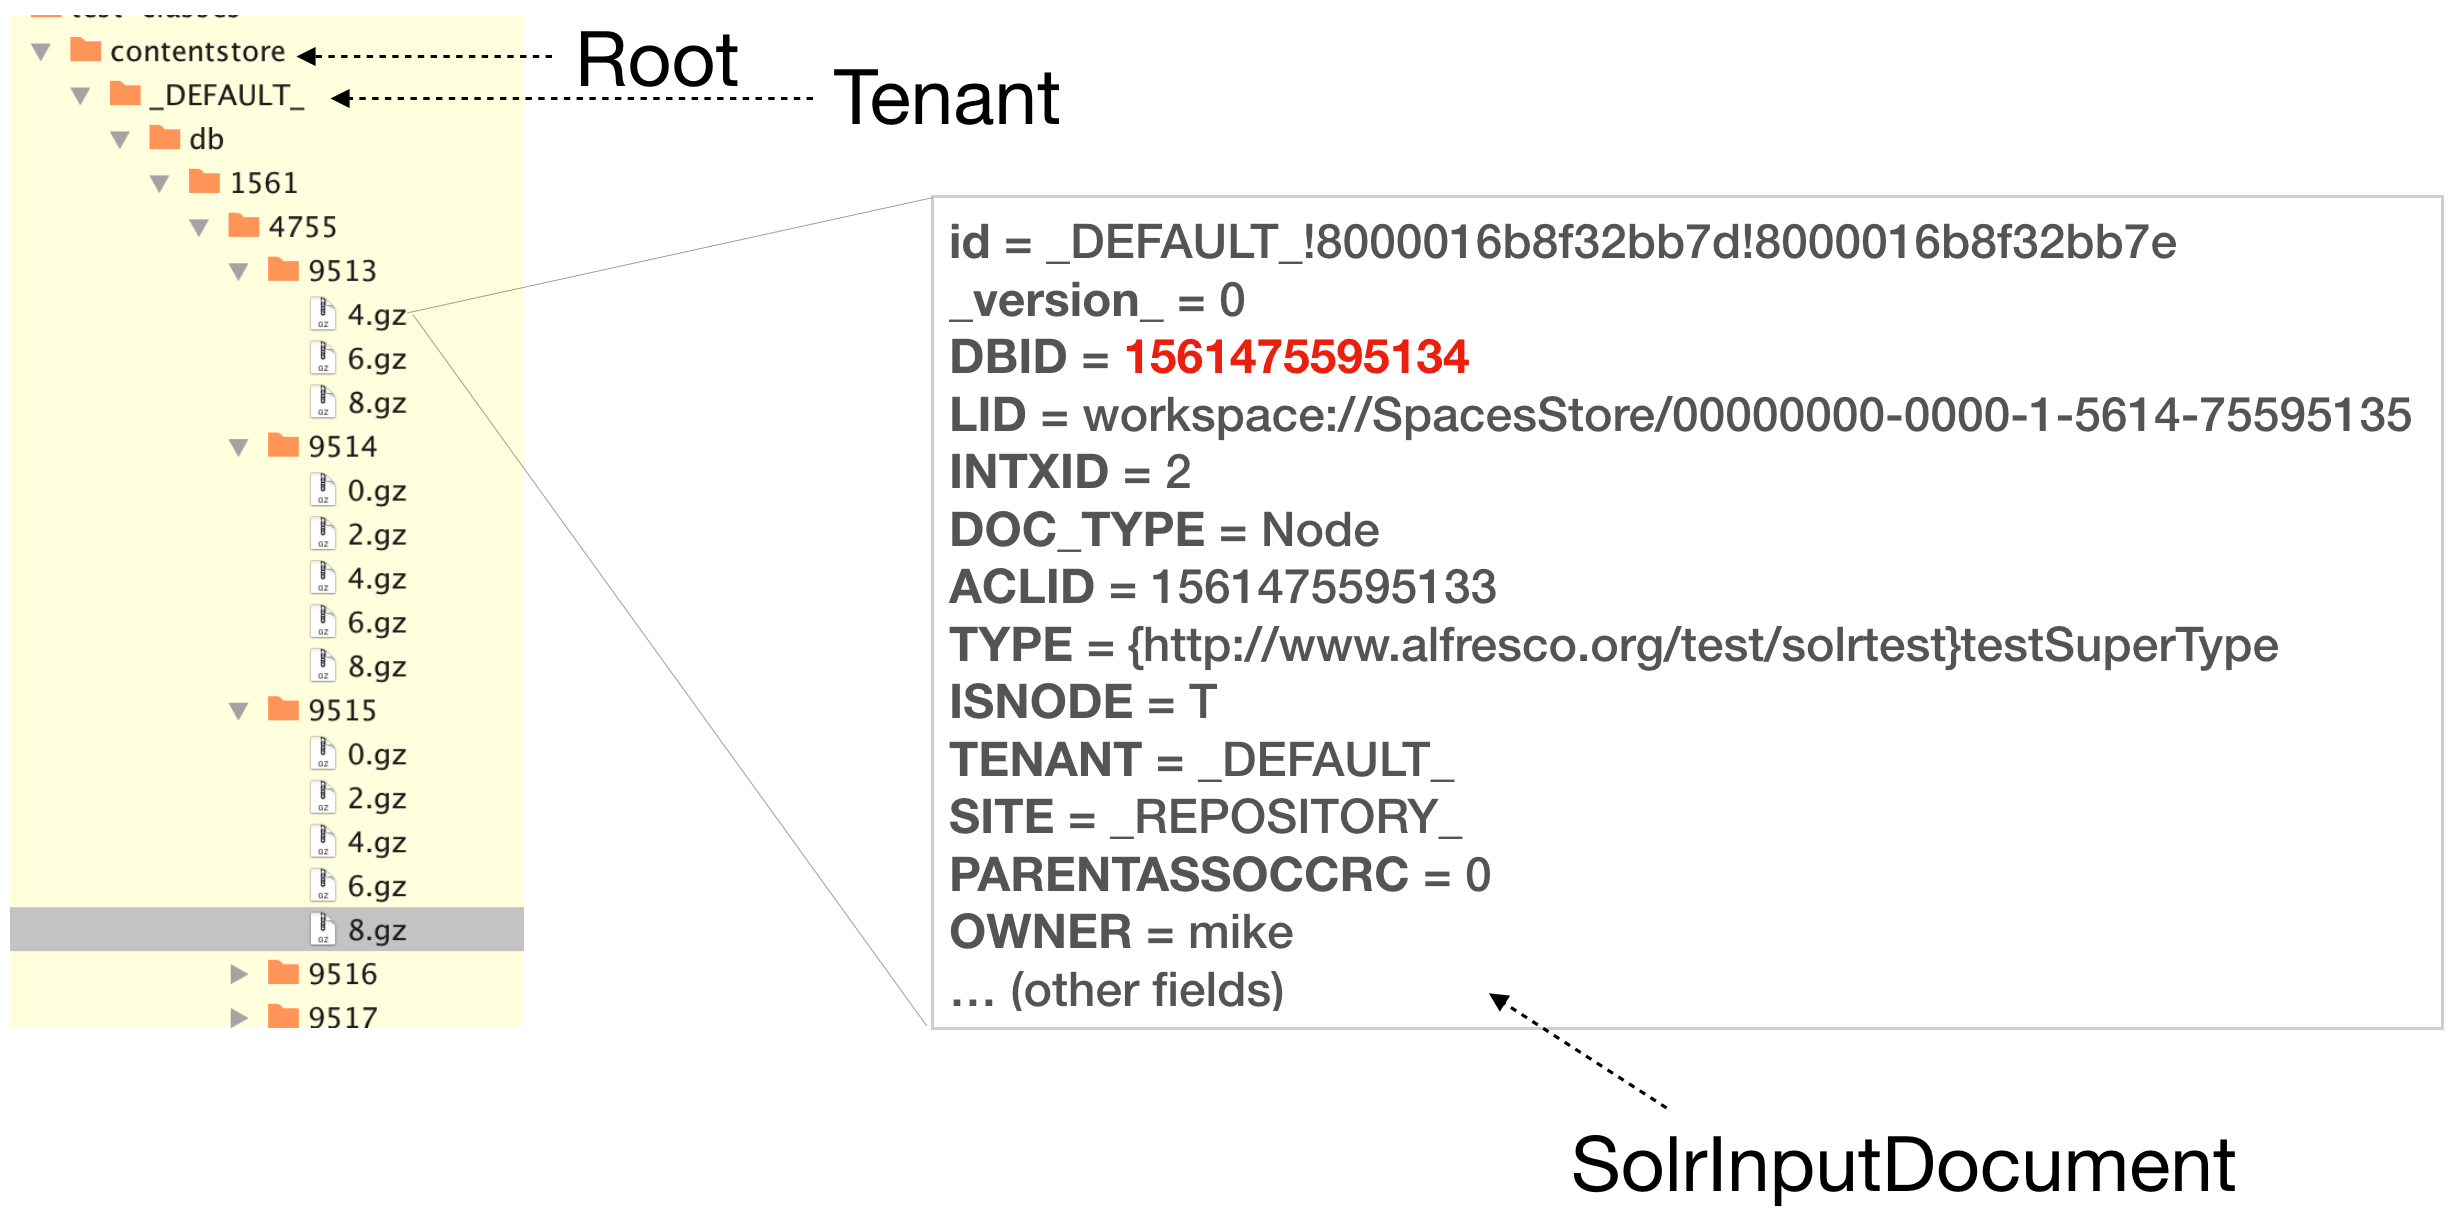 contentstore
_DEFAULT_
db
1561
4755
9513
4.gz
6.gz
8.gz
9514
0.gz
2.gz
4.gz
6.gz
8.gz
9515
0.gz
2.gz
4.gz
6.gz
8.gz
9516
9517
Root
Tenant
id = _DEFAULT_!8000016b8f32bb7d!8000016b8f32bb7e
_version_ = 0
DBID = 1561475595134
LID = workspace://SpacesStore/00000000-0000-1-5614-75595135
INTXID = 2
DOC_TYPE = Node
ACLID = 1561475595133
TYPE = {http://www.alfresco.org/test/solrtest}testSuperType
ISNODE = T
TENANT = _DEFAULT_
SITE = _REPOSITORY_
PARENTASSOCCRC = 0
OWNER = mike
... (other fields)
SolrInputDocument